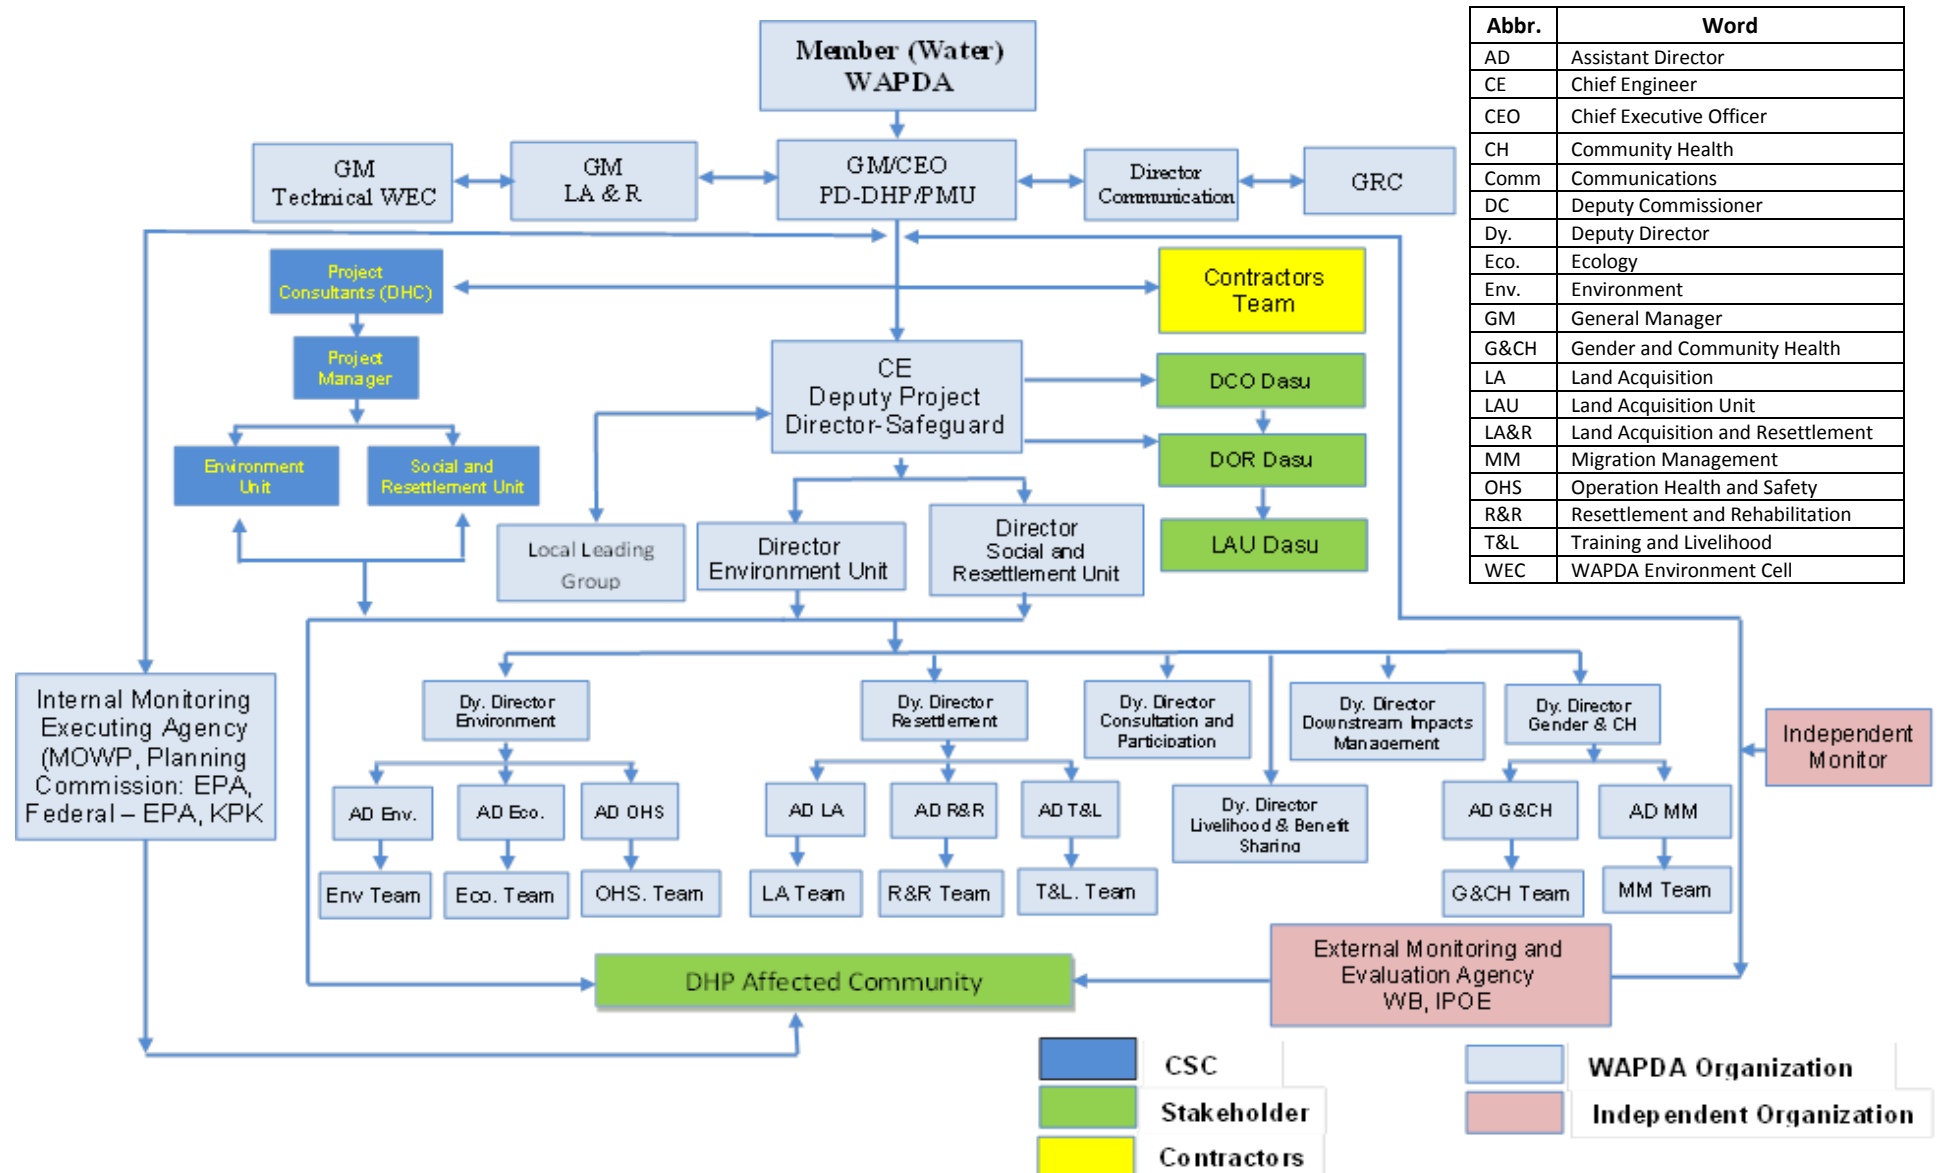 Member (Water)
WAPDA
GM
Technical WEC
GM
LA & R
GM/CEO
PD-DHP/PMU
Director
Communication
GRC
Project
Consultants (DHC)
Contractors
Team
Project
Manager
CE
Deputy Project
Director-Safeguard
DCO Dasu
DOR Dasu
LAU Dasu
Environment
Unit
Social and
Resettlement Unit
Local Leading
Group
Director
Environment Unit
Director
Social and
Resettlement Unit
Internal Monitoring
Executing Agency
(MOWP, Planning
Commission: EPA,
Federal – EPA, KPK
Dy. Director
Environment
Dy. Director
Resettlement
Dy. Director
Consultation and
Participation
Dy. Director
Downstream Impacts
Management
Dy. Director
Gender & CH
Independent
Monitor
AD Env.
AD Eco.
AD OHS
AD LA
AD R&R
AD T&L
Dy. Director
Livelihood & Benefit
Sharing
AD G&CH
AD MM
Env Team
Eco. Team
OHS. Team
LA Team
R&R Team
T&L. Team
G&CH Team
MM Team
DHP Affected Community
External Monitoring and
Evaluation Agency
WB, IPOE
CSC
Stakeholder
Contractors
WAPDA Organization
Independent Organization
Abbr. Word
AD Assistant Director
CE Chief Engineer
CEO Chief Executive Officer
CH Community Health
Comm Communications
DC Deputy Commissioner
Dy. Deputy Director
Eco. Ecology
Env. Environment
GM General Manager
G&CH Gender and Community Health
LA Land Acquisition
LAU Land Acquisition Unit
LA&R Land Acquisition and Resettlement
MM Migration Management
OHS Operation Health and Safety
R&R Resettlement and Rehabilitation
T&L Training and Livelihood
WEC WAPDA Environment Cell